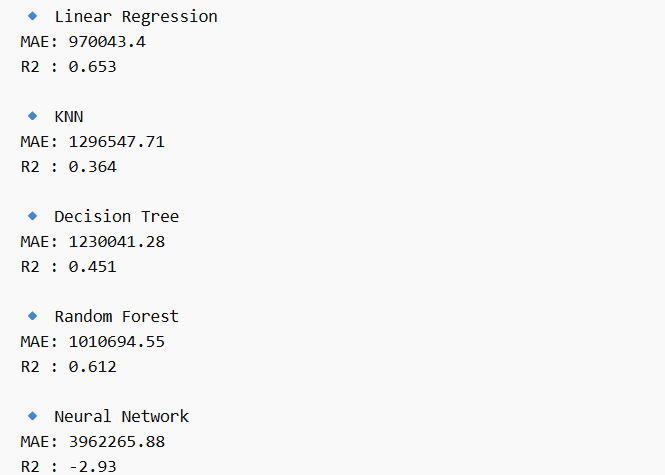 🔹 Linear Regression
MAE: 970043.4
R2 : 0.653
🔹 KNN
MAE: 1296547.71
R2 : 0.364
🔹 Decision Tree
MAE: 1230041.28
R2 : 0.451
🔹 Random Forest
MAE: 1010694.55
R2 : 0.612
🔹 Neural Network
MAE: 3962265.88
R2 : -2.93